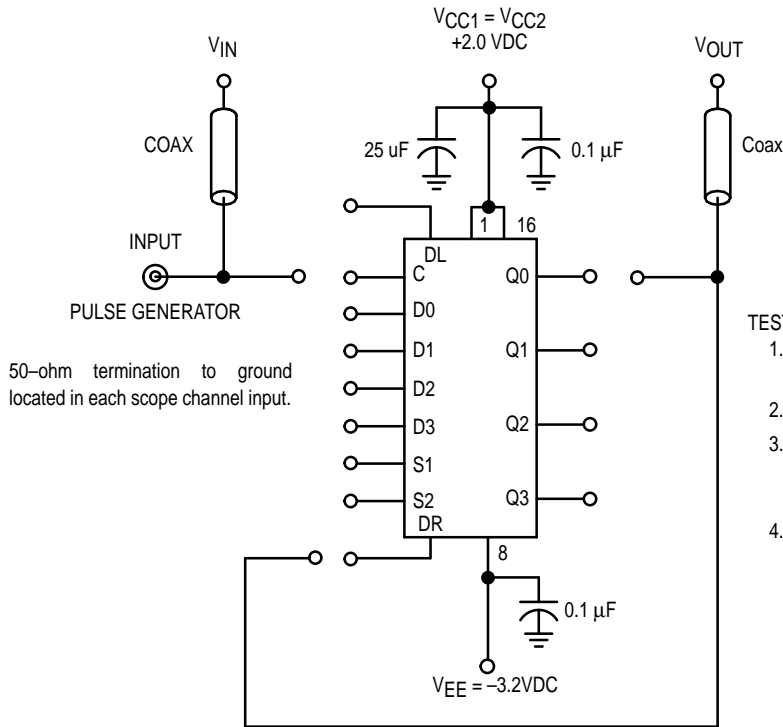 VCC1 = VCC2
+2.0 VDC
VIN
VOUT
COAX
25 uF
0.1 µF
Coax
1
16
DL
INPUT
C
Q0
PULSE GENERATOR
D0
TEST
D1
Q1
1.
50–ohm termination to ground
located in each scope channel input.
D2
2.
D3
Q2
3.
S1
S2
Q3
DR
4.
8
0.1 µF
VEE = –3.2VDC